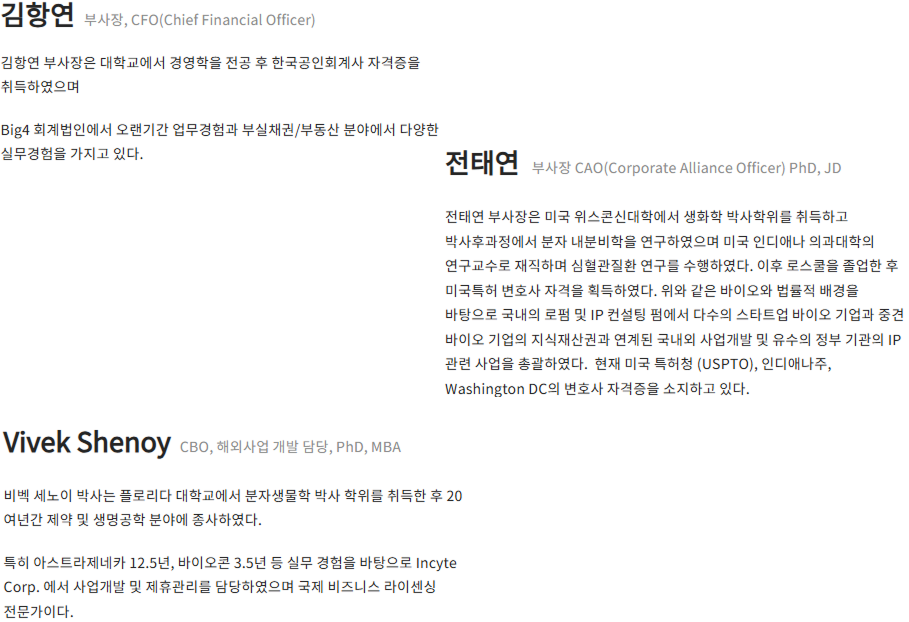 김항연 부사장, CFO(Chief Financial Officer)
김항연 부사장은 대학교에서 경영학을 전공 후 한국공인회계사 자격증을
취득하였으며
Big4 회계법인에서 오랜기간 업무경험과 부실채권/부동산 분야에서 다양한
실무경험을 가지고 있다.
전태연 부사장 CAO(Corporate Alliance Officer) PhD, JD
전태연 부사장은 미국 위스콘신대학에서 생화학 박사학위를 취득하고
박사후과정에서 분자 내분비학을 연구하였으며 미국 인디애나 의과대학의
연구교수로 재직하며 심혈관질환 연구를 수행하였다. 이후 로스쿨을 졸업한 후
미국특허 변호사 자격을 획득하였다. 위와 같은 바이오와 법률적 배경을
바탕으로 국내의 로펌 및 IP 컨설팅 펌에서 다수의 스타트업 바이오 기업과 중견
바이오 기업의 지식재산권과 연계된 국내외 사업개발 및 유수의 정부 기관의 IP
관련 사업을 총괄하였다. 현재 미국 특허청 (USPTO), 인디애나주,
Washington DC의 변호사 자격증을 소지하고 있다.
Vivek Shenoy CBO, 해외사업 개발 담당, PhD, MBA
비벡 세노이 박사는 플로리다 대학교에서 분자생물학 박사 학위를 취득한 후 20
여년간 제약 및 생명공학 분야에 종사하였다.
특히 아스트라제네카 12.5년, 바이오콘 3.5년 등 실무 경험을 바탕으로 Incyte
Corp. 에서 사업개발 및 제휴관리를 담당하였으며 국제 비즈니스 라이센싱
전문가이다.